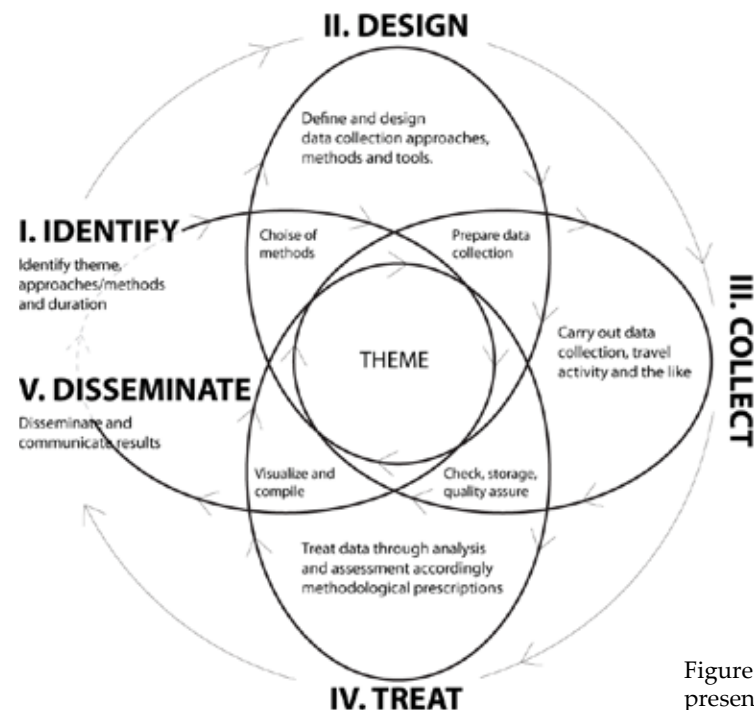 II. DESIGN
Define and design
data collection approaches,
methods and tools.
I. IDENTIFY
Identify theme,
approaches/methods
and duration
Choise of
methods
Prepare data
collection
III. COLLECT
Carry out data
collection, travel
activity and the like
THEME
V. DISSEMINATE
Disseminate and
communicate results
Visualize and
compile
Check, storage,
quality assure
Treat data through analysis
and assessment accordingly
methodological prescriptions
IV. TREAT
Figure
presen